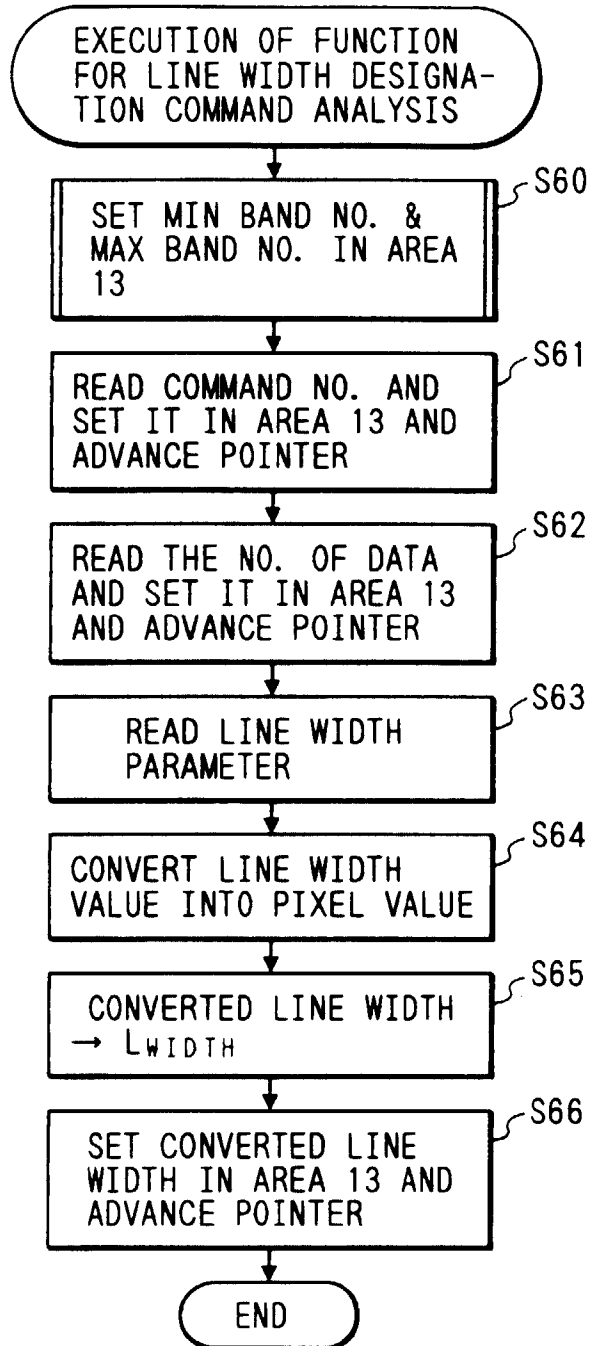 EXECUTION OF FUNCTION
FOR LINE WIDTH DESIGNA-
TION COMMAND ANALYSIS
S60
SET MIN BAND NO. &
MAX BAND NO. IN AREA
13
S61
READ COMMAND NO. AND
SET IT IN AREA 13 AND
ADVANCE POINTER
S62
READ THE NO. OF DATA
AND SET IT IN AREA 13
AND ADVANCE POINTER
S63
READ LINE WIDTH
PARAMETER
S64
CONVERT LINE WIDTH
VALUE INTO PIXEL VALUE
S65
CONVERTED LINE WIDTH
→ LWIDTH
S66
SET CONVERTED LINE
WIDTH IN AREA 13 AND
ADVANCE POINTER
END